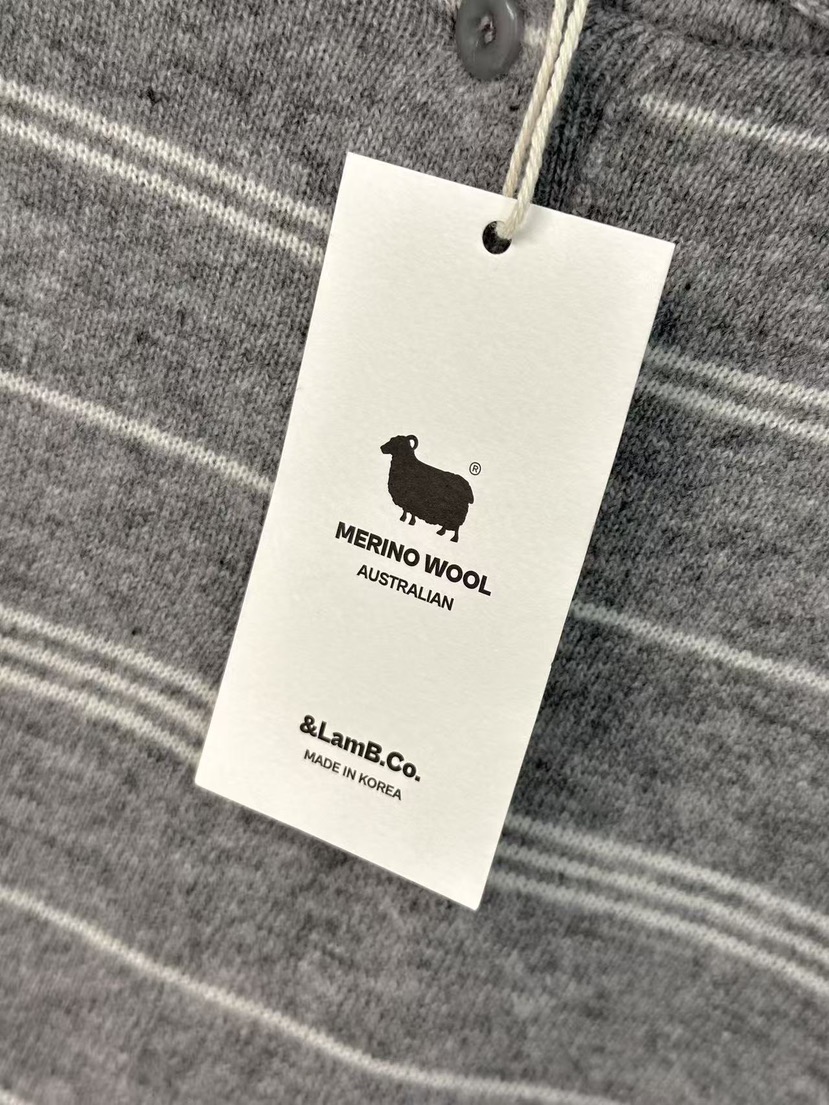 ®
MERINO WOOL
AUSTRALIAN
&LamB.Co.
MADE IN KOREA